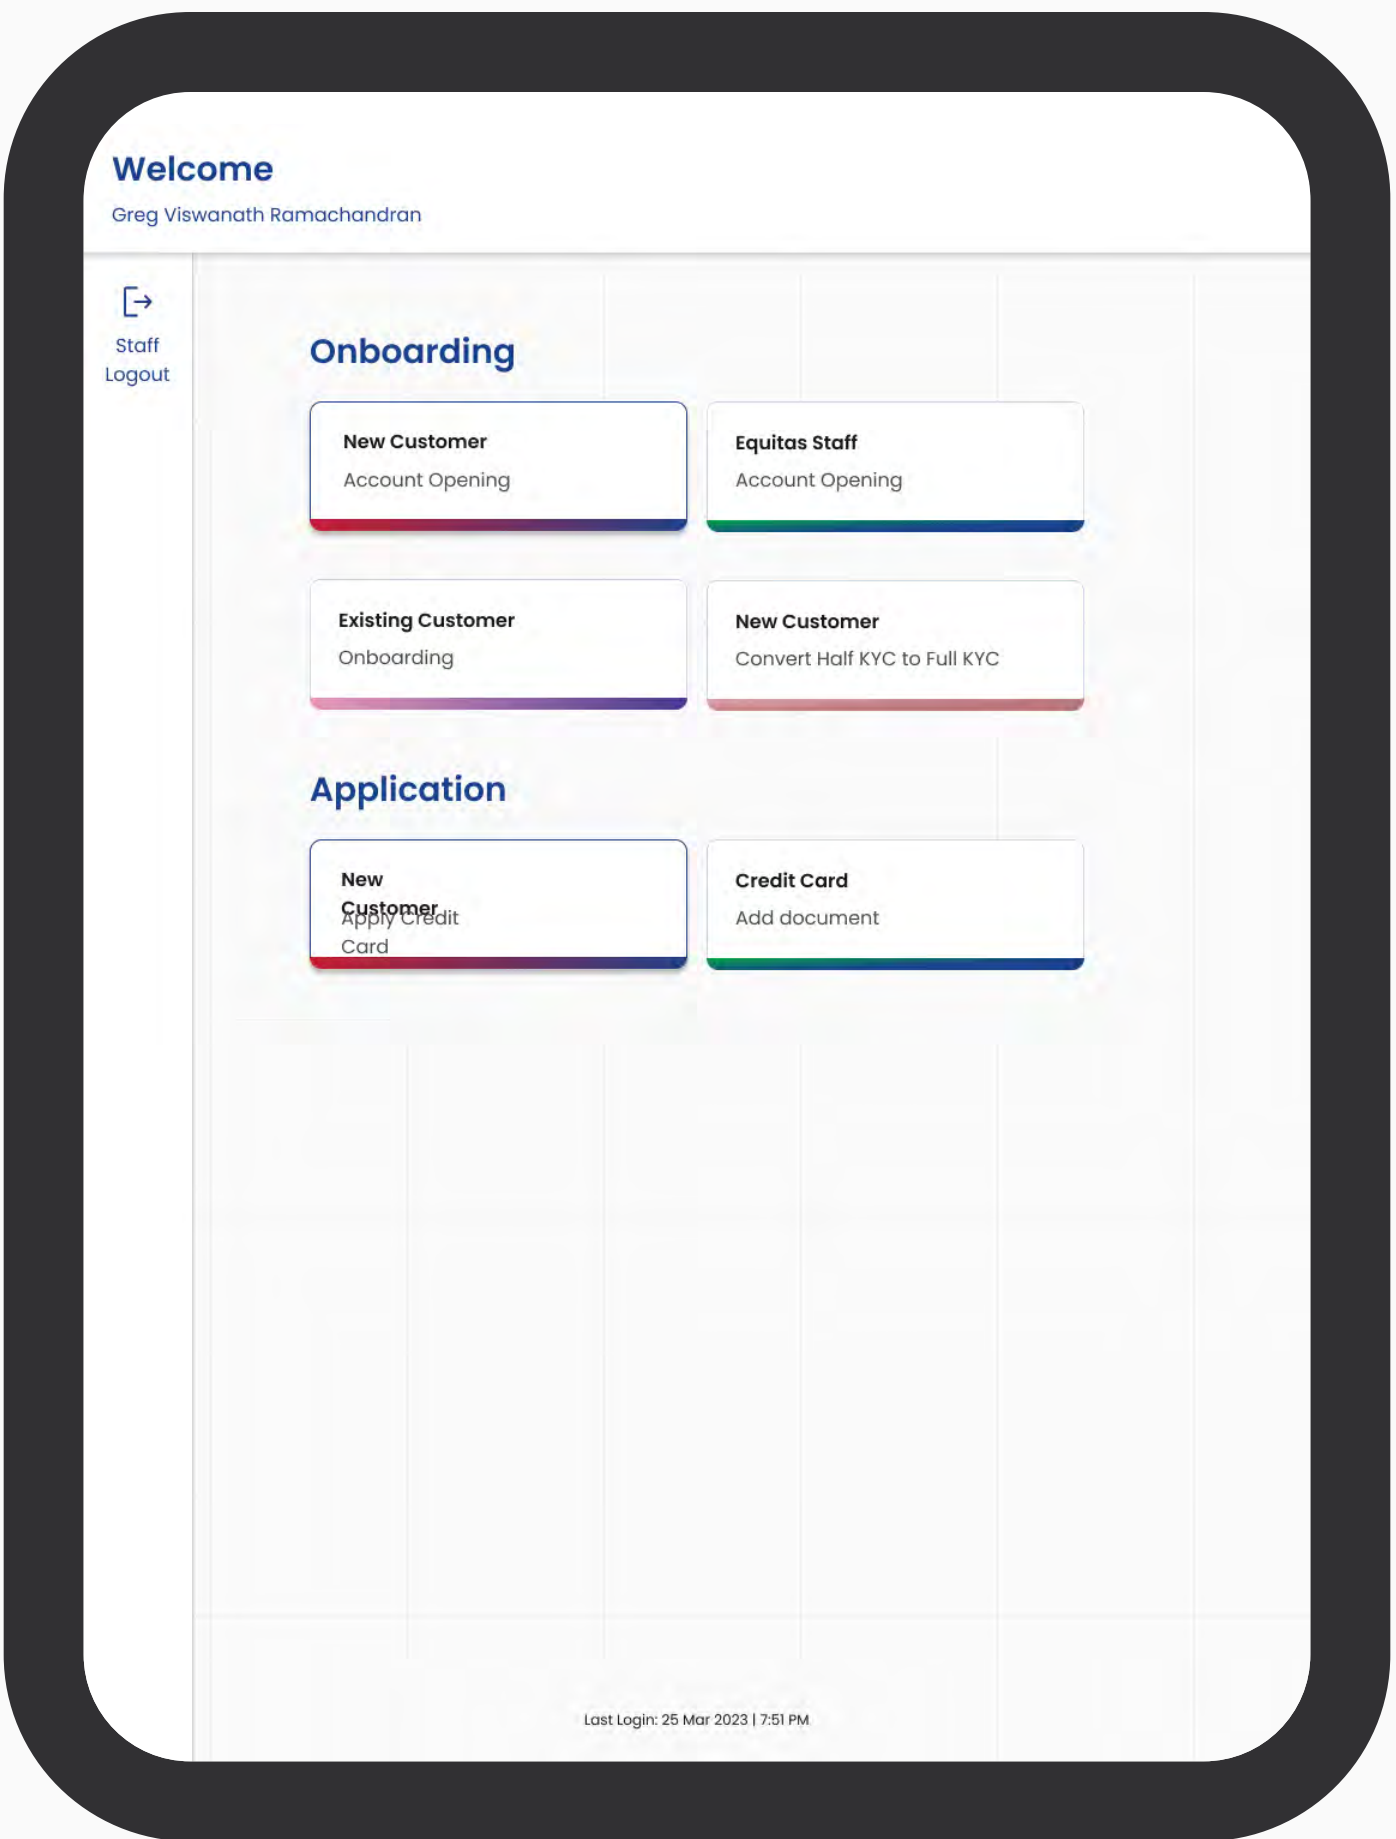 Welcome
Greg Viswanath Ramachandran
Staff
Logout
Onboarding
New Customer
Account Opening
Equitas Staff
Account Opening
Existing Customer
Onboarding
New Customer
Convert Half KYC to Full KYC
Application
New
Customer
Apply Credit
Card
Credit Card
Add document
Last Login: 25 Mar 2023 | 7:51 PM